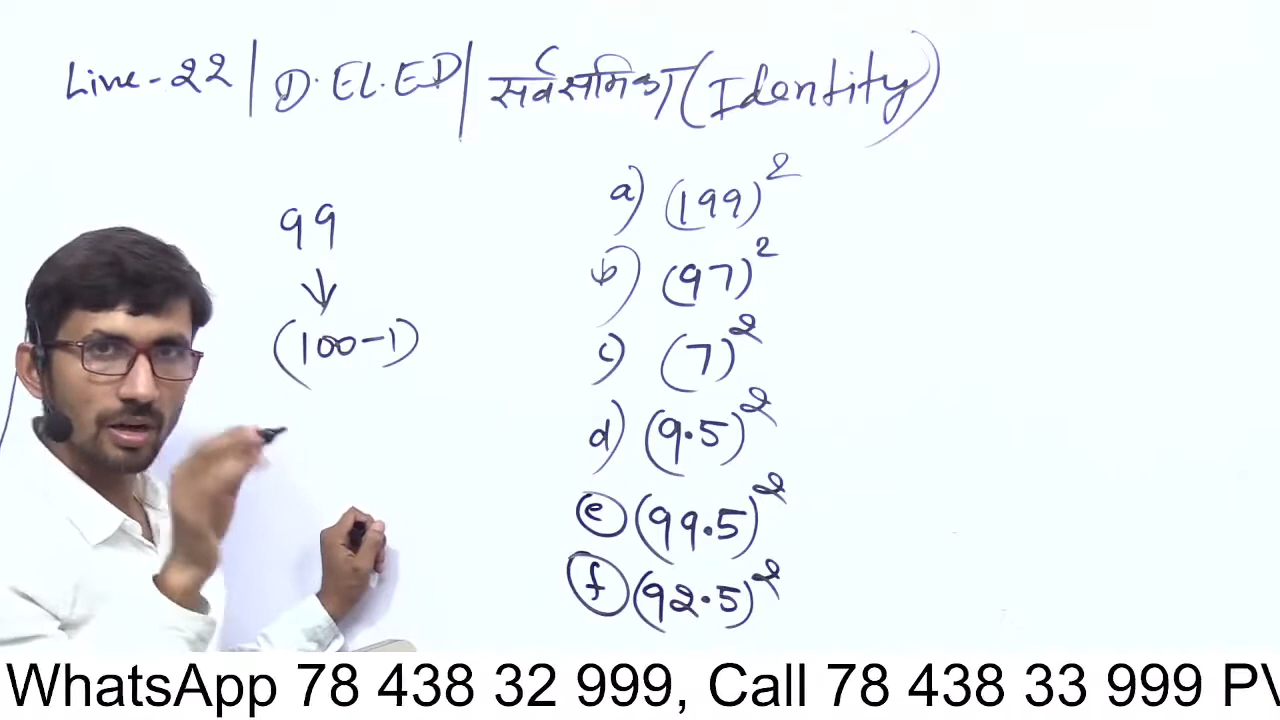 Live-22 | D.EL.ED | सर्वसमिका (Identity)
99
↓
(100-1)
a) (199)²
b) (97)²
c) (7)²
d) (9.5)²
e (99.5)²
f (92.5)²
WhatsApp 78 438 32 999, Call 78 438 33 999 PV